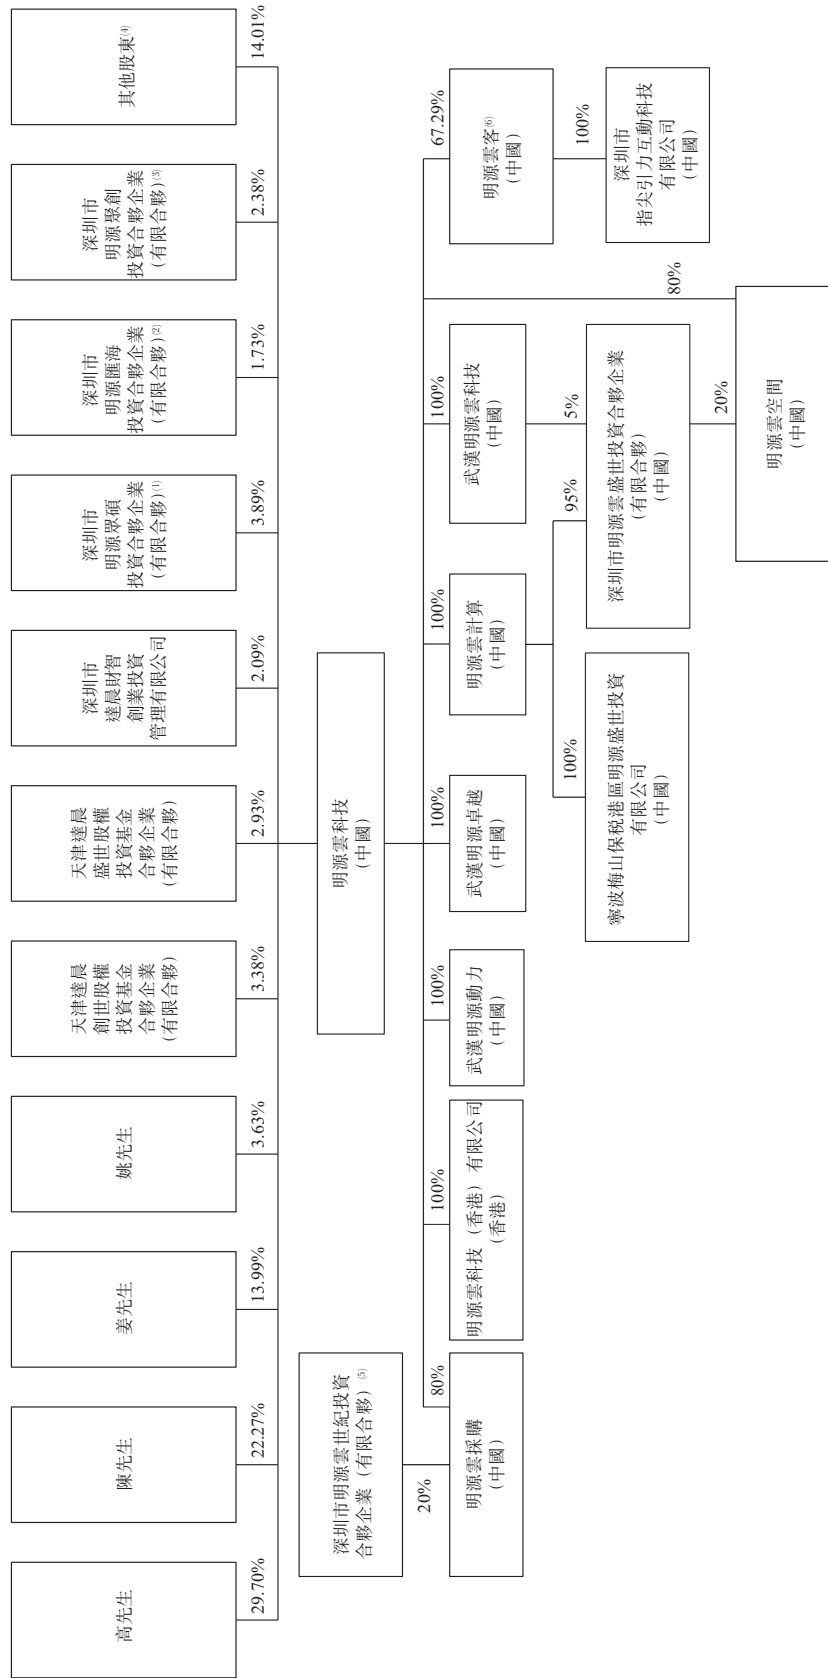 高先生
29.70%
陳先生
22.27%
姜先生
13.99%
姚先生
3.63%
天津達晨
創世股權
投資基金
合夥企業
(有限合夥)
3.38%
天津達晨
盛世股權
投資基金
合夥企業
(有限合夥)
2.93%
深圳市
達晨財智
創業投資
管理有限公司
2.09%
深圳市
明源眾碩
投資合夥企業
(有限合夥)(1)
3.89%
深圳市
明源匯海
投資合夥企業
(有限合夥)(2)
1.73%
深圳市
明源聚創
投資合夥企業
(有限合夥)(3)
2.38%
其他股東(4)
14.01%
深圳市明源雲世紀投資
合夥企業(有限合夥)(5)
明源雲科技
(中國)
20%
80%
100%
100%
100%
100%
100%
67.29%
明源雲採購
(中國)
明源雲科技(香港)有限公司
(香港)
武漢明源動力
(中國)
武漢明源卓越
(中國)
明源雲計算
(中國)
武漢明源雲科技
(中國)
明源雲客(6)
(中國)
100%
95%
5%
100%
寧波梅山保稅港區明源盛世投資
有限公司
(中國)
深圳市明源雲盛世投資合夥企業
(有限合夥)
(中國)
深圳市
指尖引力互動科技
有限公司
(中國)
20%
80%
明源雲空間
(中國)